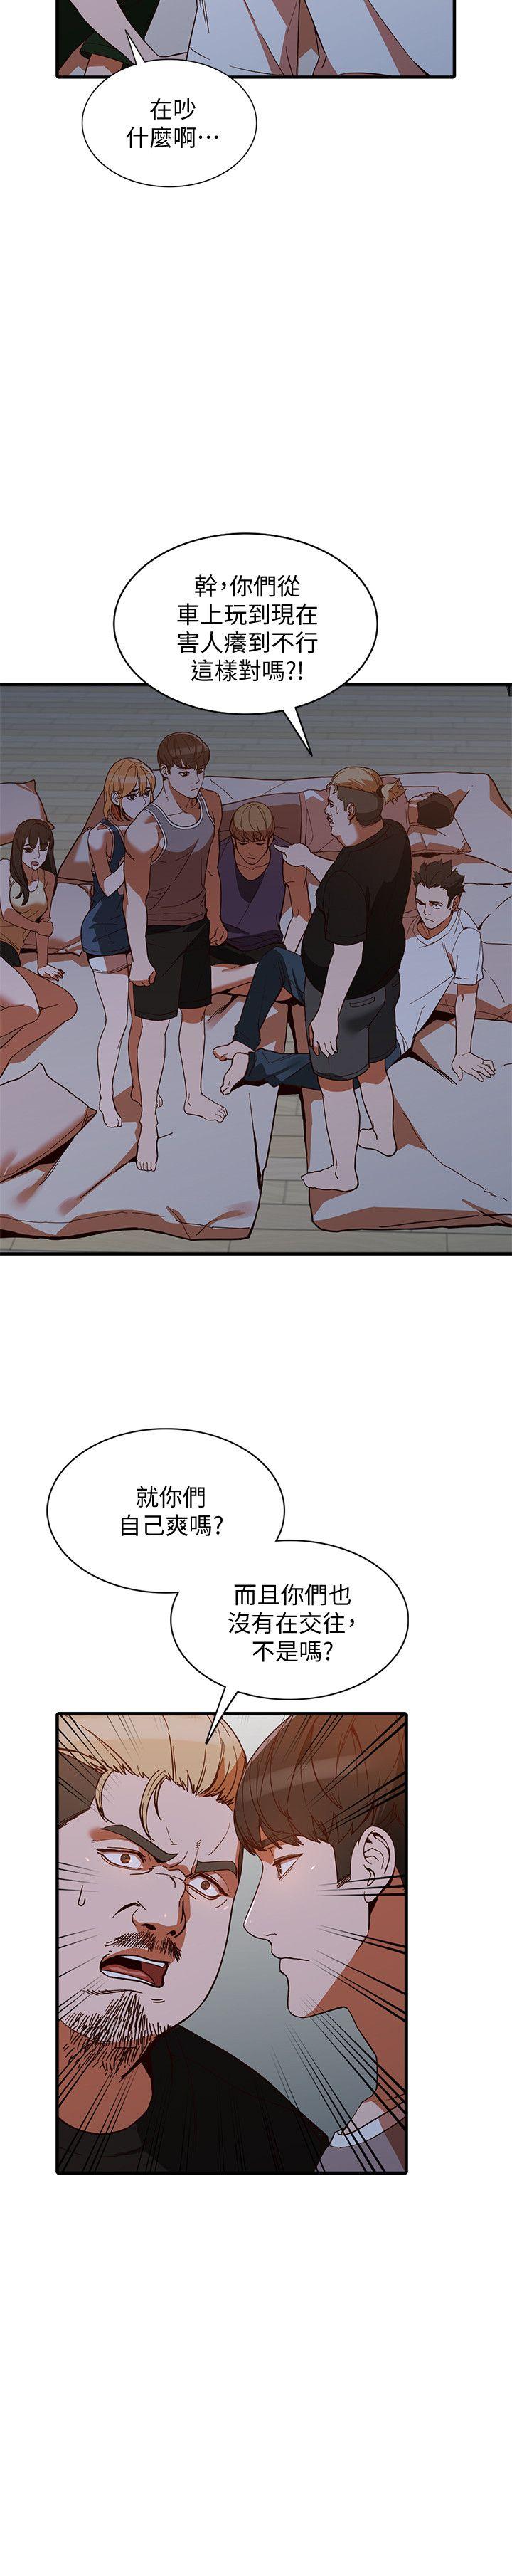 在吵
什麼啊⋯
幹，你們從
車上玩到現在
害人癢到不行
這樣對嗎?!
就你們
自己爽嗎?
而且你們也
沒有在交往，
不是嗎?